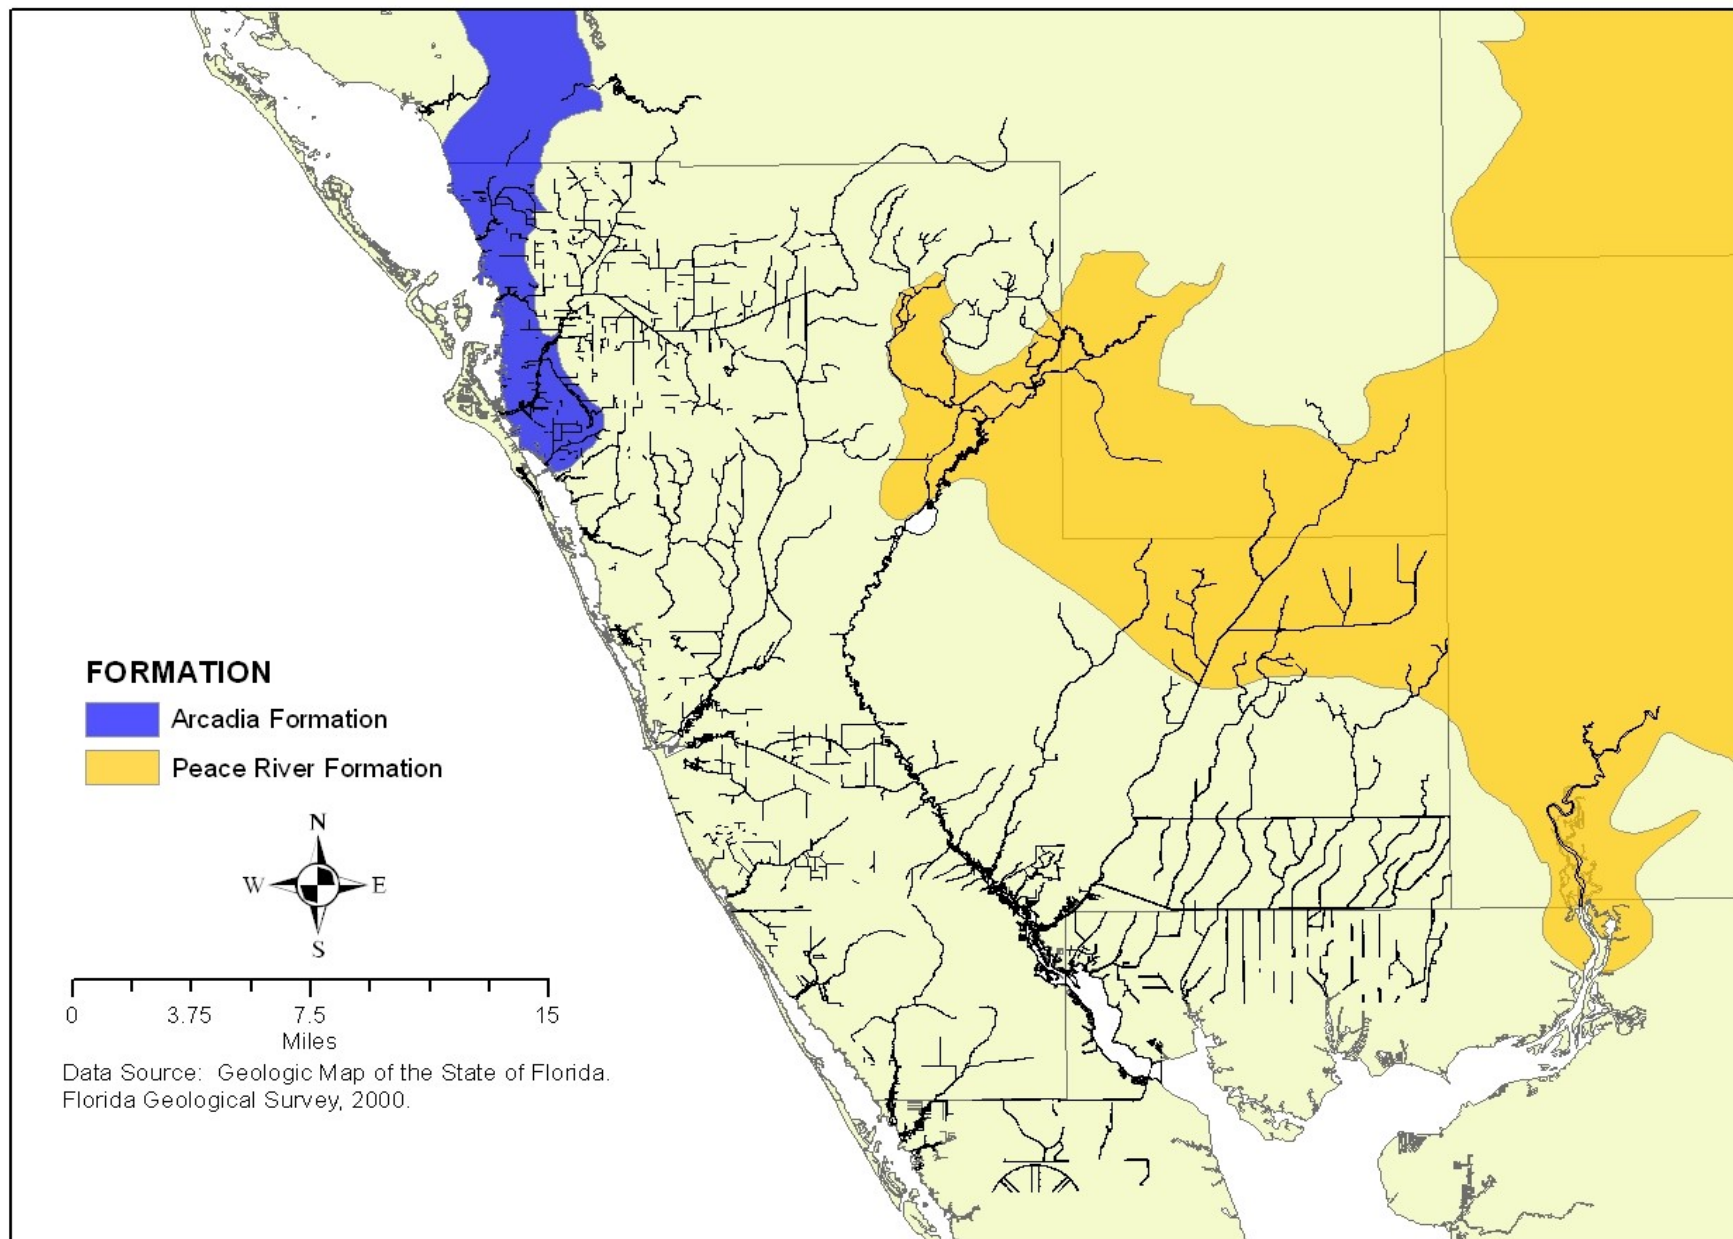 FORMATION
Arcadia Formation
Peace River Formation
N
W E
S
0 3.75 7.5 15
Miles
Data Source: Geologic Map of the State of Florida.
Florida Geological Survey, 2000.